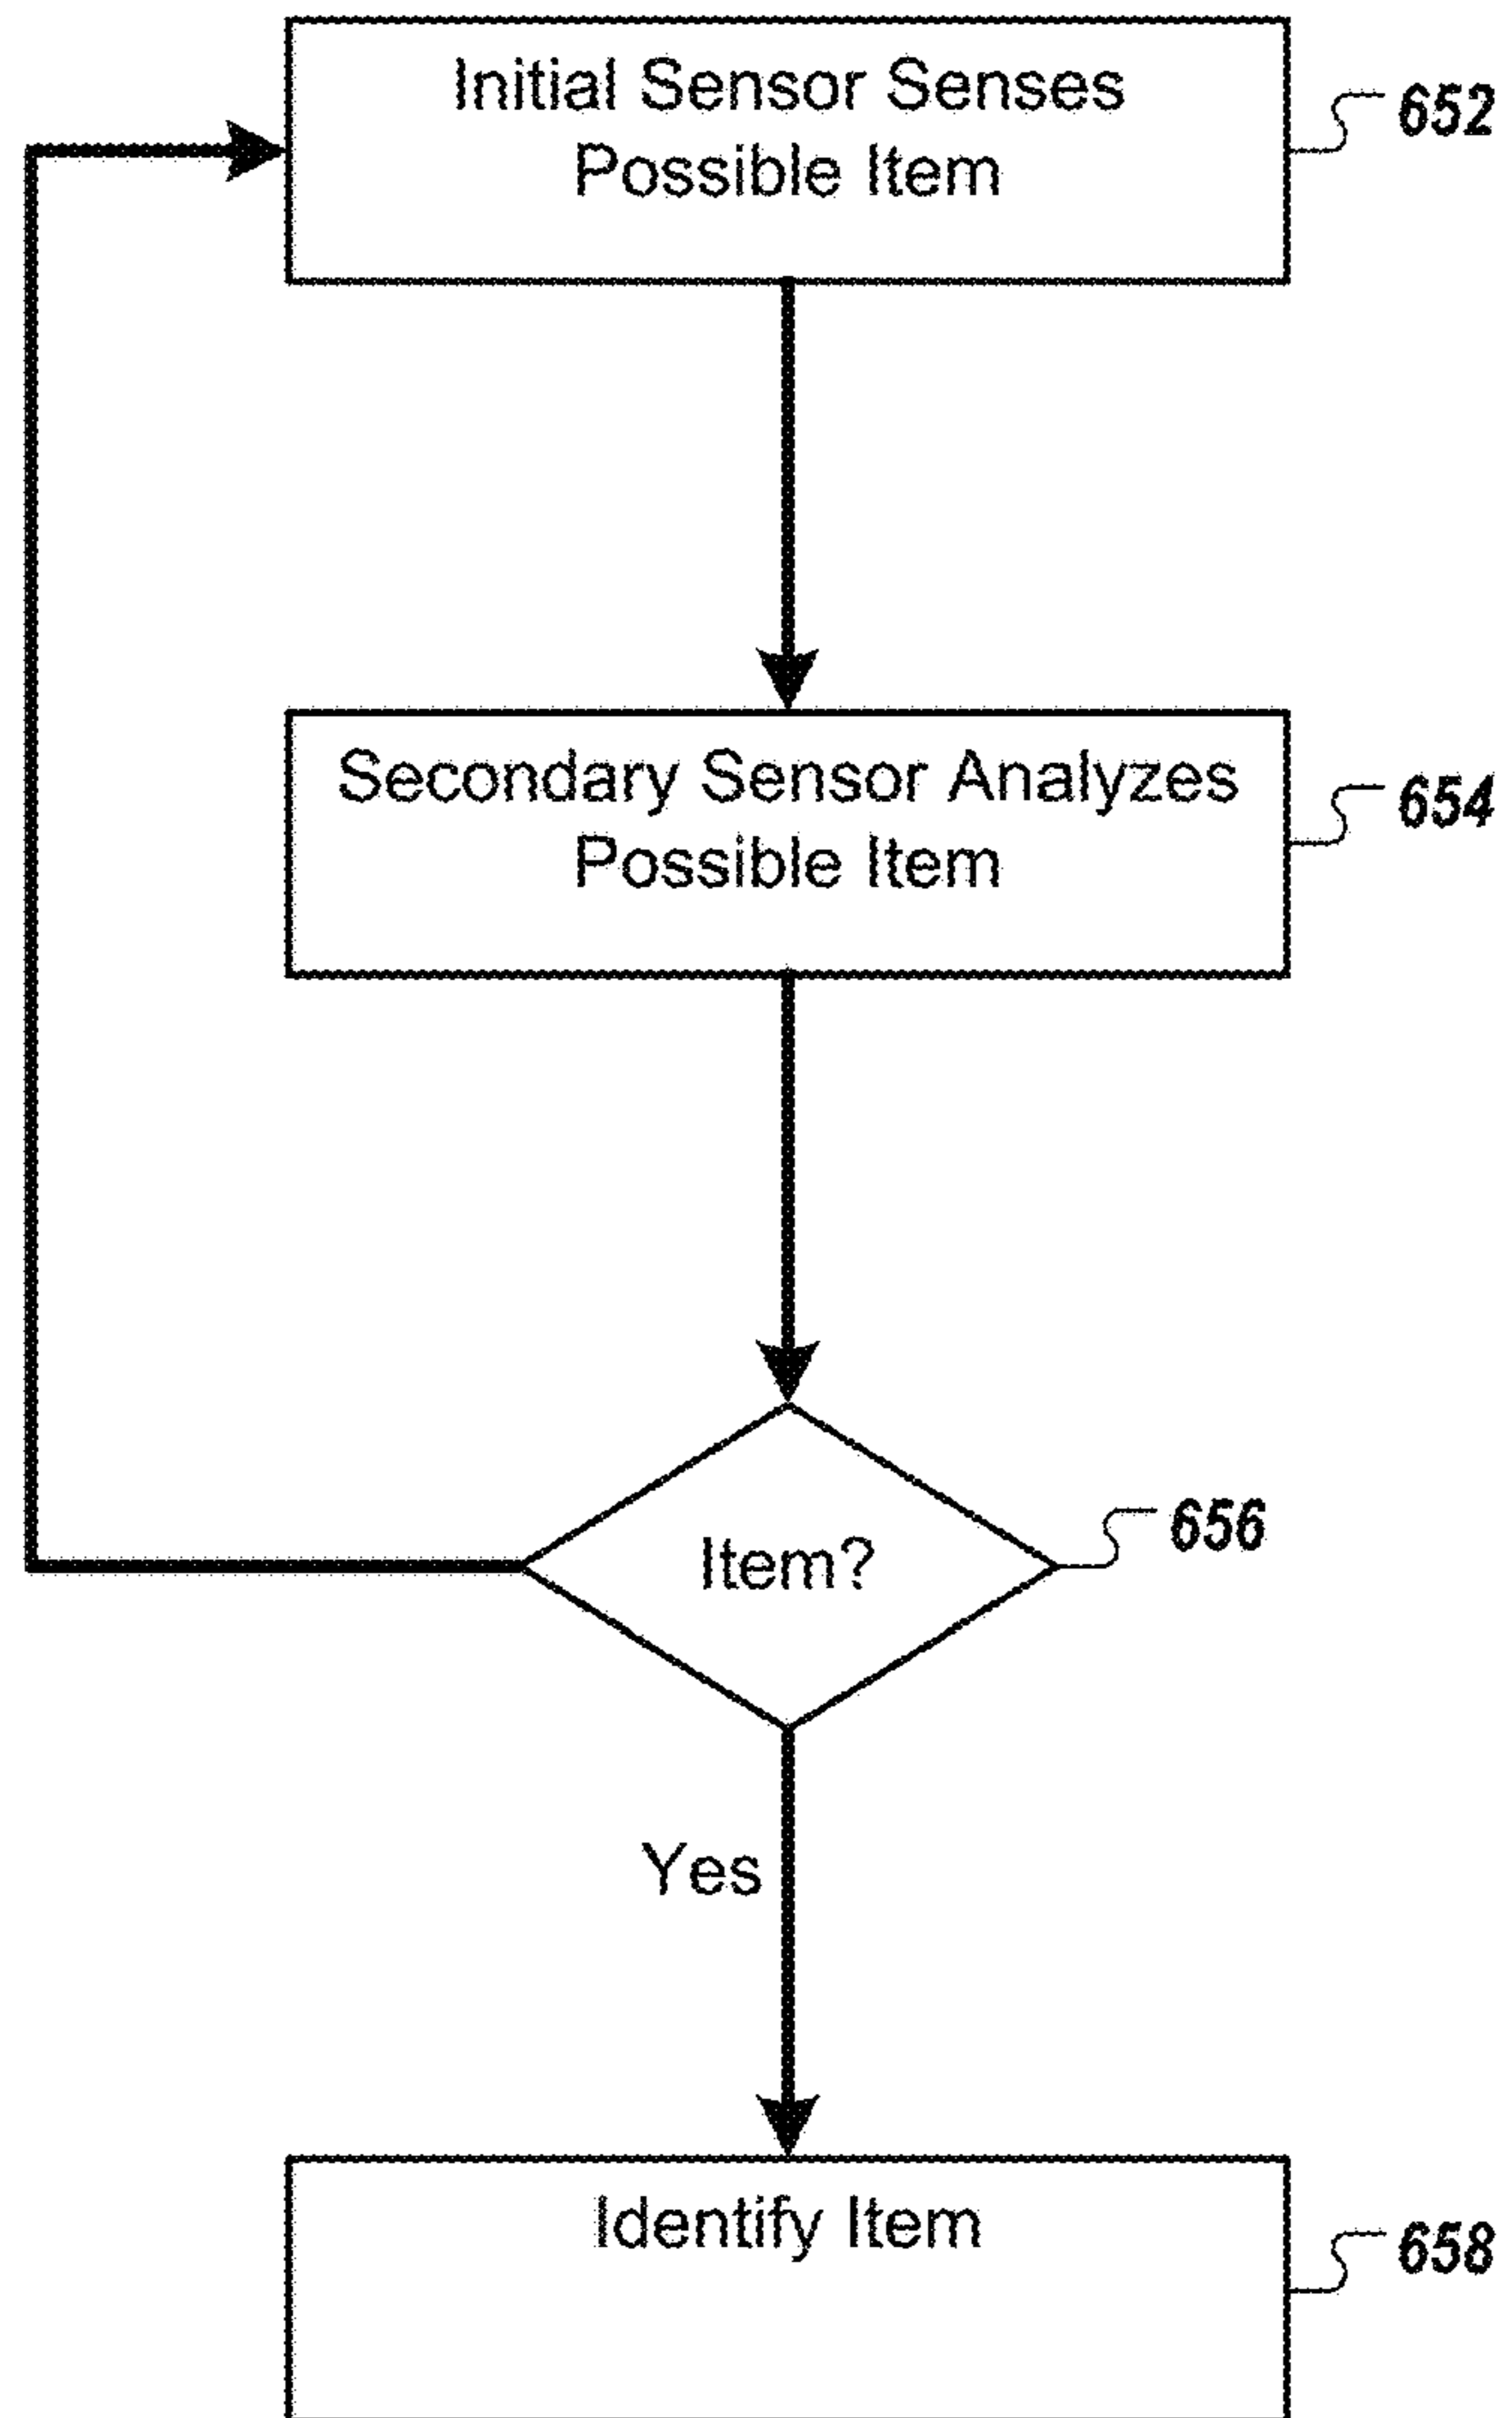 Initial Sensor Senses
Possible Item
652
Secondary Sensor Analyzes
Possible Item
654
Item?
656
Yes
Identify Item
658